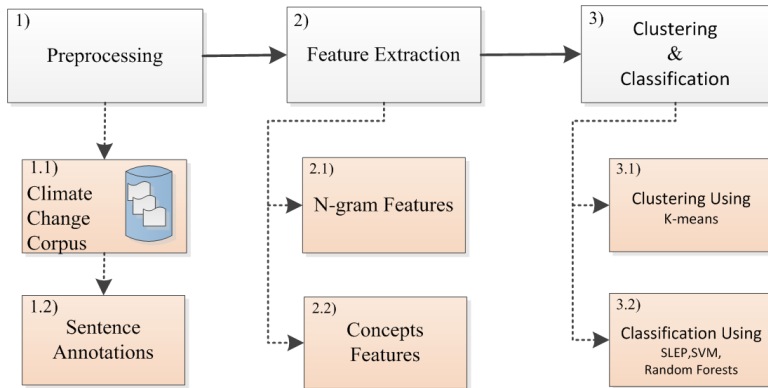 1)
Preprocessing
2)
Feature Extraction
3)
Clustering
&
Classification
1.1)
Climate
Change
Corpus
2.1)
N-gram Features
3.1)
Clustering Using
K-means
1.2)
Sentence
Annotations
2.2)
Concepts
Features
3.2)
Classification Using
SLEP,SVM,
Random Forests